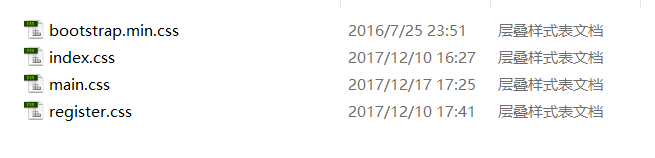 bootstrap.min.css 2016/7/25 23:51 层叠样式表文档
index.css 2017/12/10 16:27 层叠样式表文档
main.css 2017/12/17 17:25 层叠样式表文档
register.css 2017/12/10 17:41 层叠样式表文档